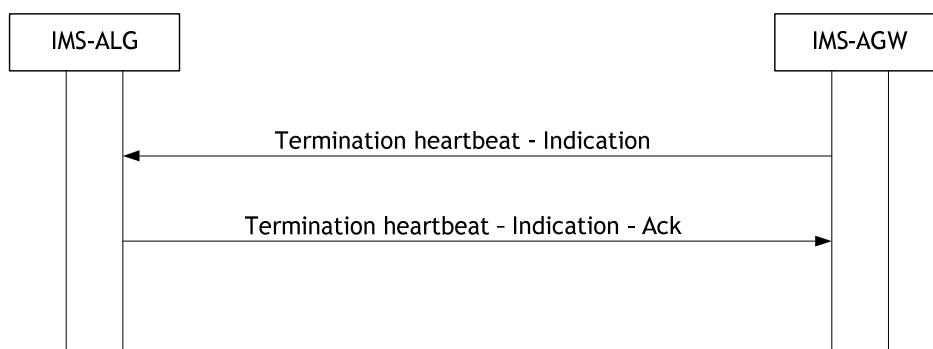 IMS-ALG
IMS-AGW
Termination heartbeat - Indication
Termination heartbeat – Indication – Ack